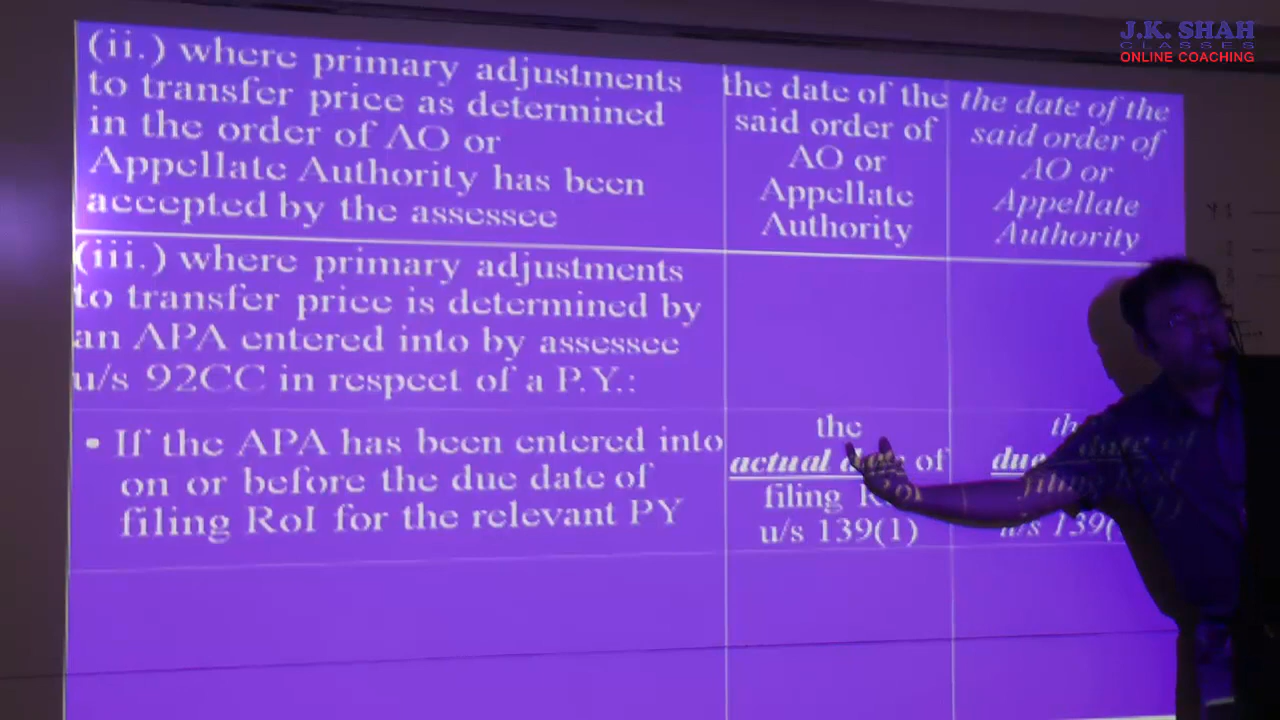 J.K. SHAH
CLASSES
ONLINE COACHING
(ii.) where primary adjustments
to transfer price as determined
in the order of AO or
Appellate Authority has been
accepted by the assessee
the date of the
said order of
AO or
Appellate
Authority
the date of the
said order of
AO or
Appellate
Authority
(iii.) where primary adjustments
to transfer price is determined by
an APA entered into by assessee
u/s 92CC in respect of a P.Y.:
• If the APA has been entered into
on or before the due date of
filing RoI for the relevant PY
the
actual of
filing
u/s 139(1)
due date of
filing
u/s 139(